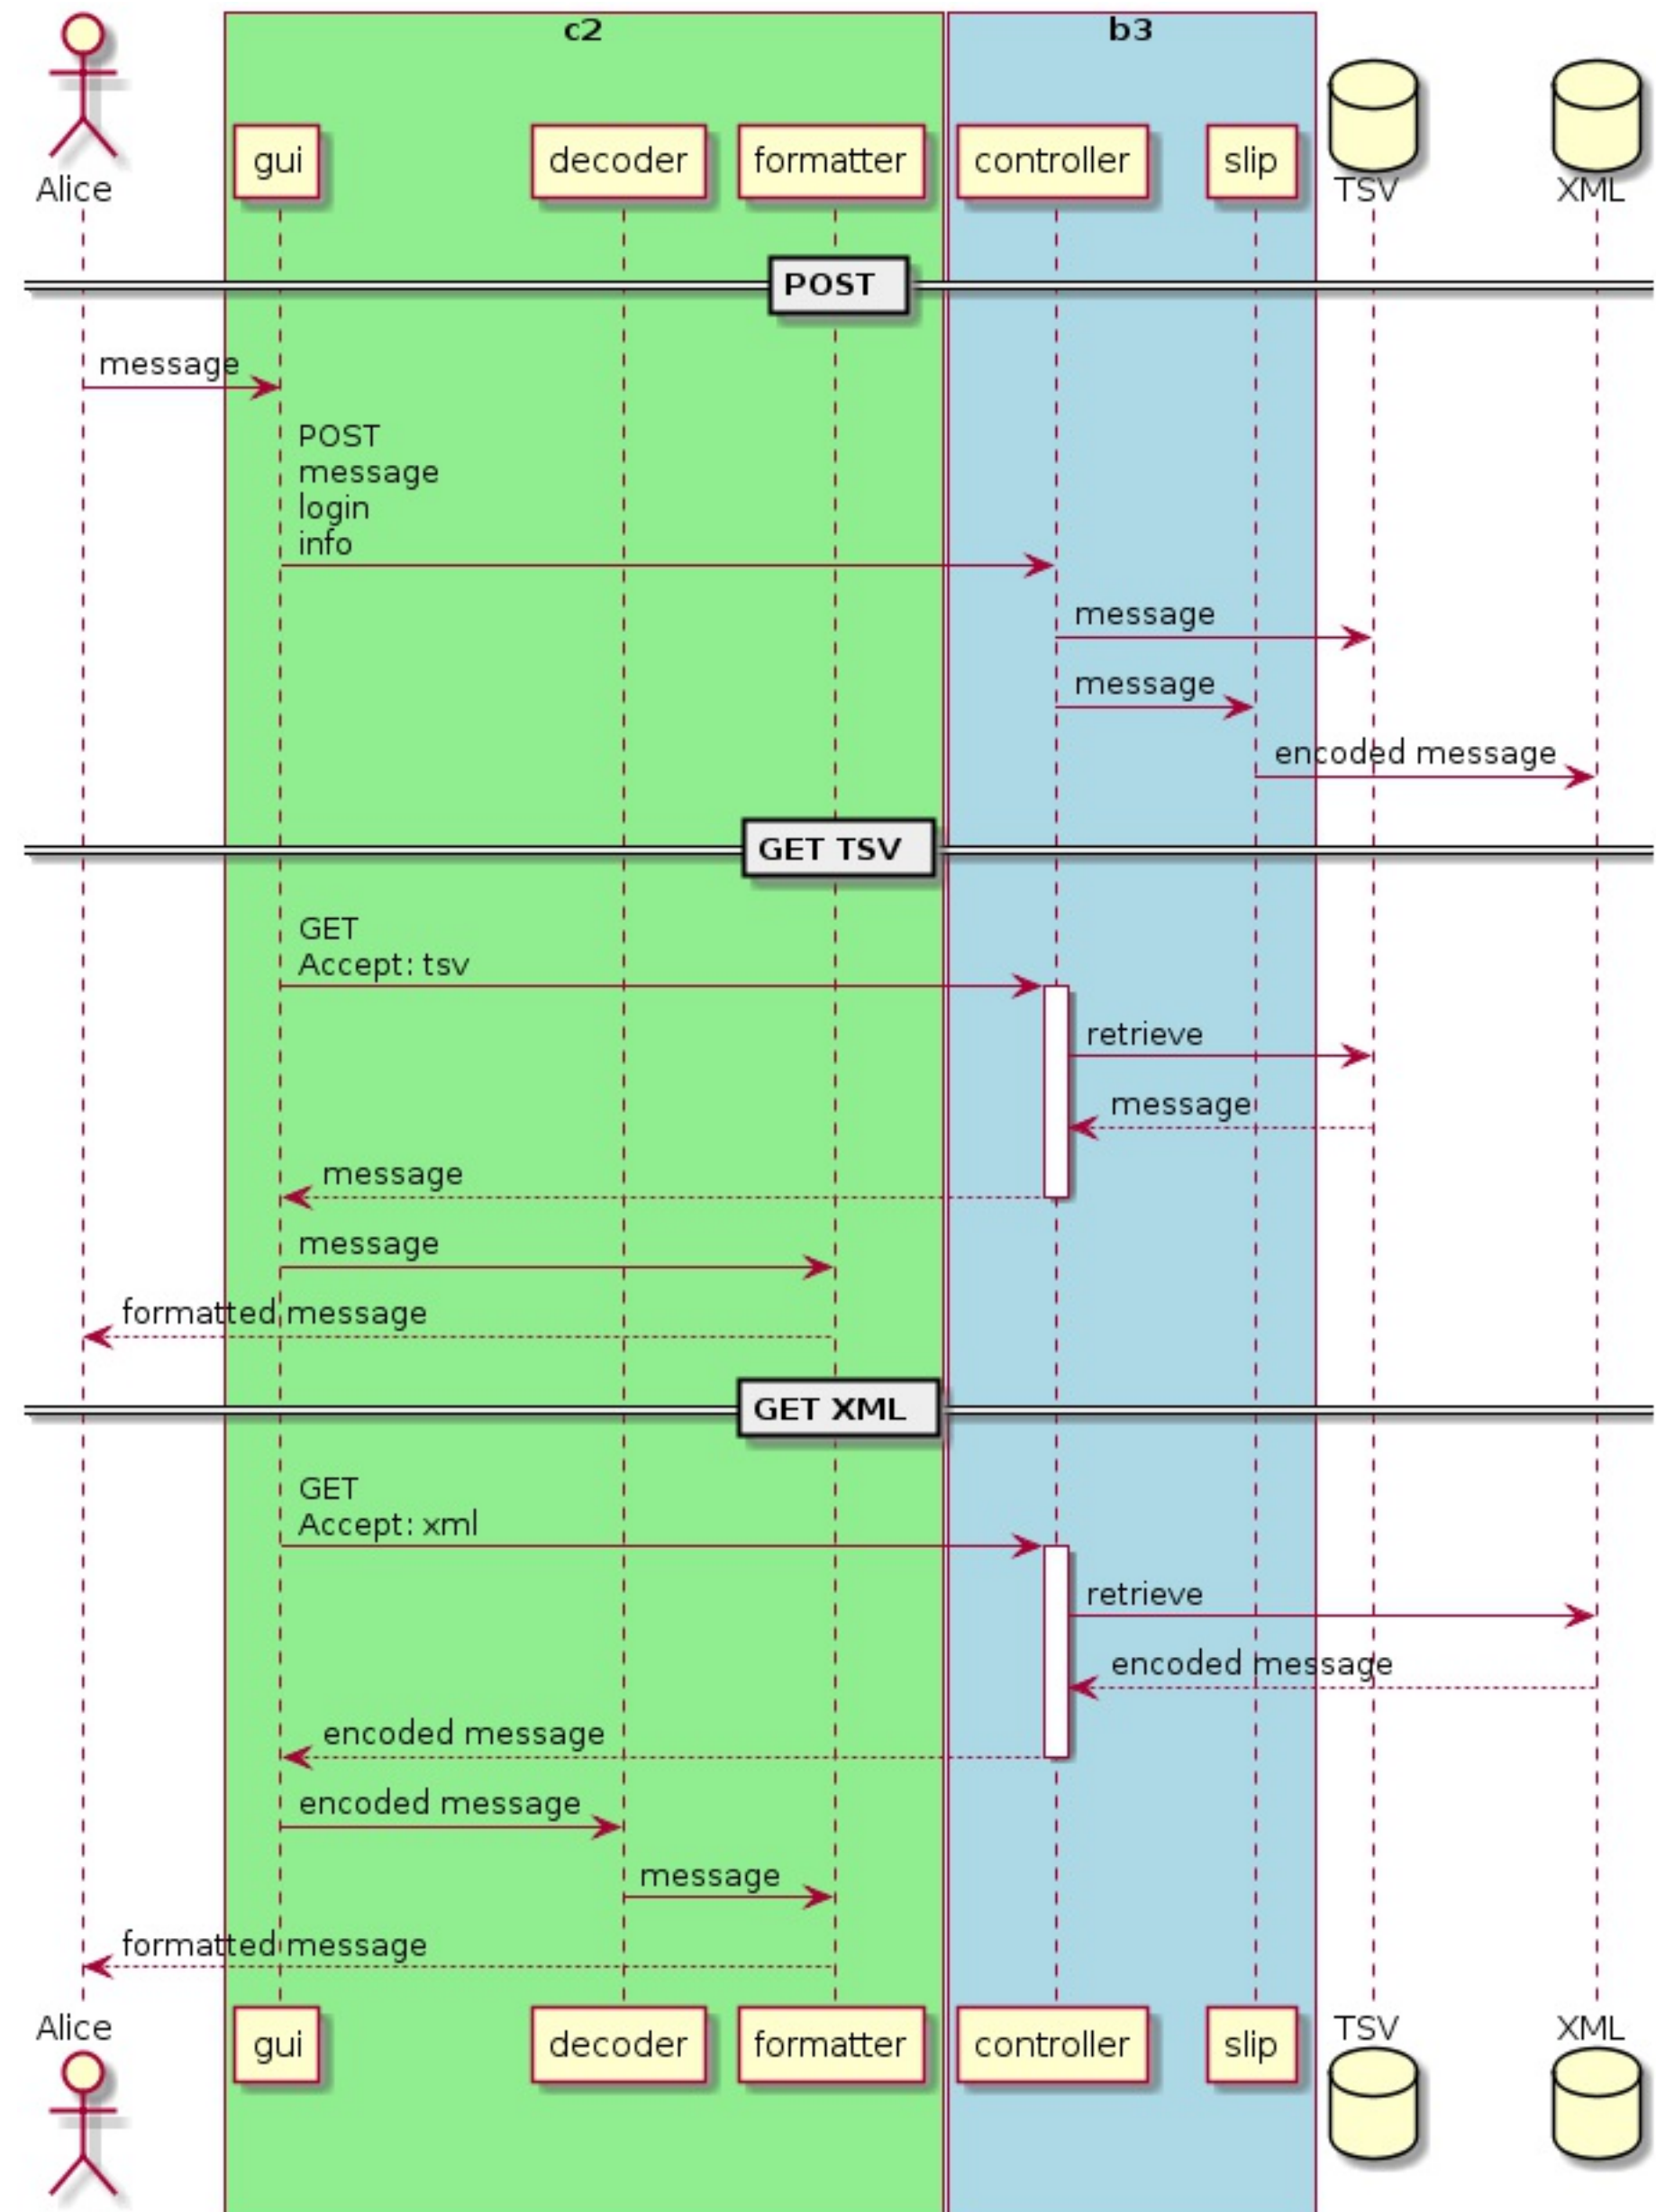 c2
b3
Alice
gui
decoder
formatter
controller
slip
TSV
XML
POST
message
POST
message
login
info
message
message
encoded message
GET TSV
GET
Accept: tsv
retrieve
message
message
message
formatted message
GET XML
GET
Accept: xml
retrieve
encoded message
encoded message
encoded message
message
formatted message
Alice
gui
decoder
formatter
controller
slip
TSV
XML